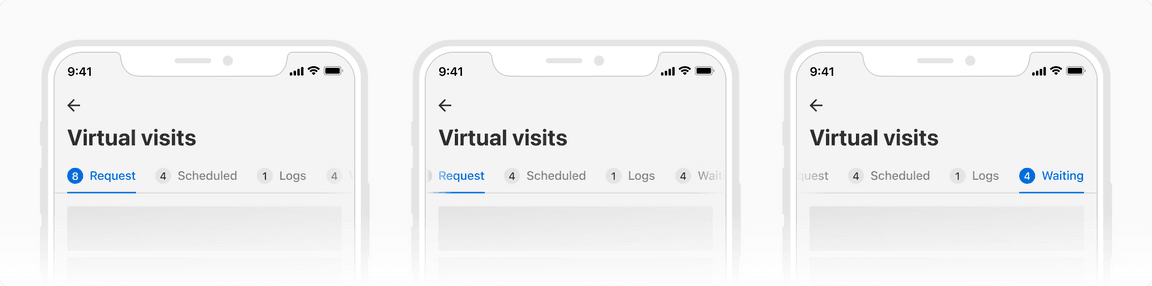 9:41
Virtual visits
8 Request 4 Scheduled 1 Logs 4
9:41
Virtual visits
Request 4 Scheduled 1 Logs 4 Wait
9:41
Virtual visits
quest 4 Scheduled 1 Logs 4 Waiting